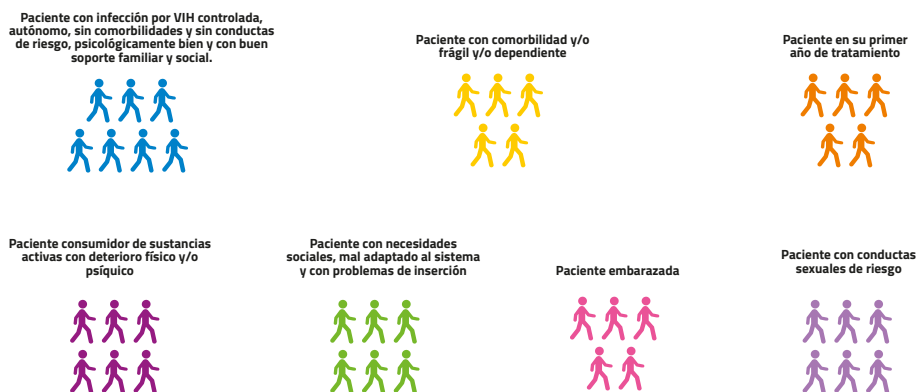 Paciente con infección por VIH controlada,
autónomo, sin comorbilidades y sin conductas
de riesgo, psicológicamente bien y con buen
soporte familiar y social.
Paciente con comorbilidad y/o
frágil y/o dependiente
Paciente en su primer
año de tratamiento
Paciente consumidor de sustancias
activas con deterioro físico y/o
psíquico
Paciente con necesidades
sociales, mal adaptado al sistema
y con problemas de inserción
Paciente embarazada
Paciente con conductas
sexuales de riesgo